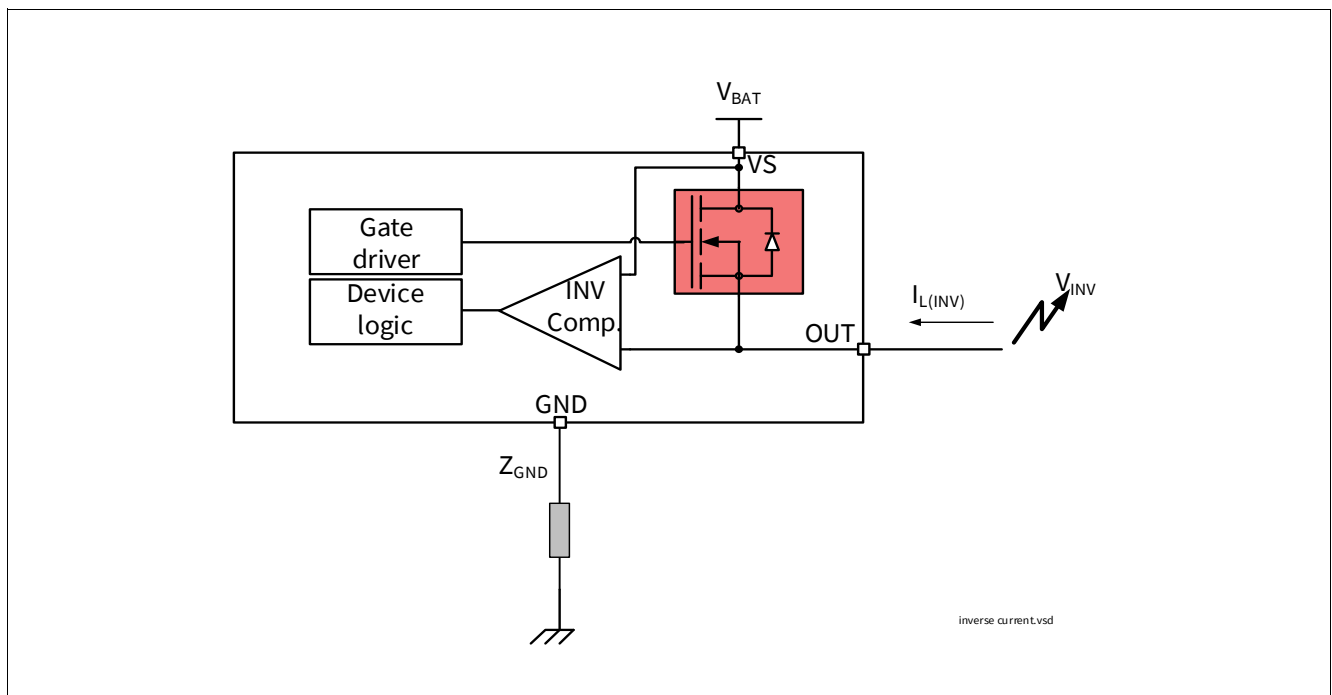 V_BAT
VS
Gate
driver
Device
logic
INV
Comp.
OUT
I_L(INV)
V_INV
GND
Z_GND
inverse current.vsd